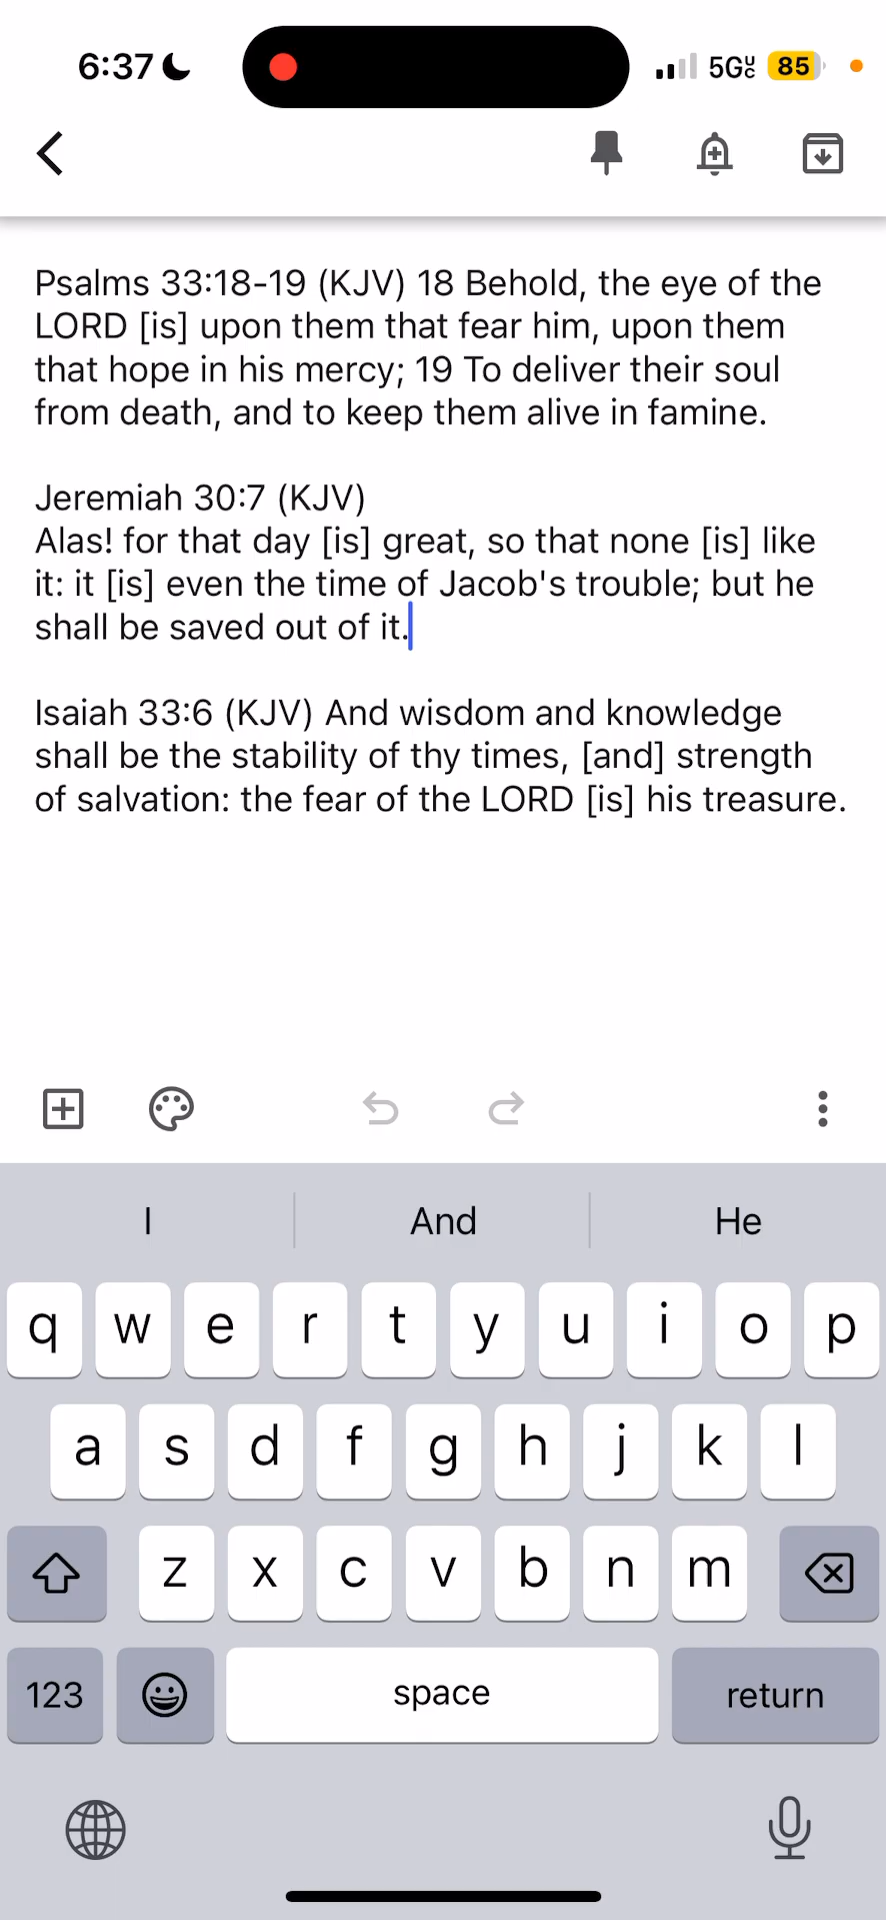 6:37
5GUC
85
Psalms 33:18-19 (KJV) 18 Behold, the eye of the
LORD [is] upon them that fear him, upon them
that hope in his mercy; 19 To deliver their soul
from death, and to keep them alive in famine.
Jeremiah 30:7 (KJV)
Alas! for that day [is] great, so that none [is] like
it: it [is] even the time of Jacob's trouble; but he
shall be saved out of it.
Isaiah 33:6 (KJV) And wisdom and knowledge
shall be the stability of thy times, [and] strength
of salvation: the fear of the LORD [is] his treasure.
I And He
q w e r t y u i o p
a s d f g h j k l
z x c v b n m
123 space return